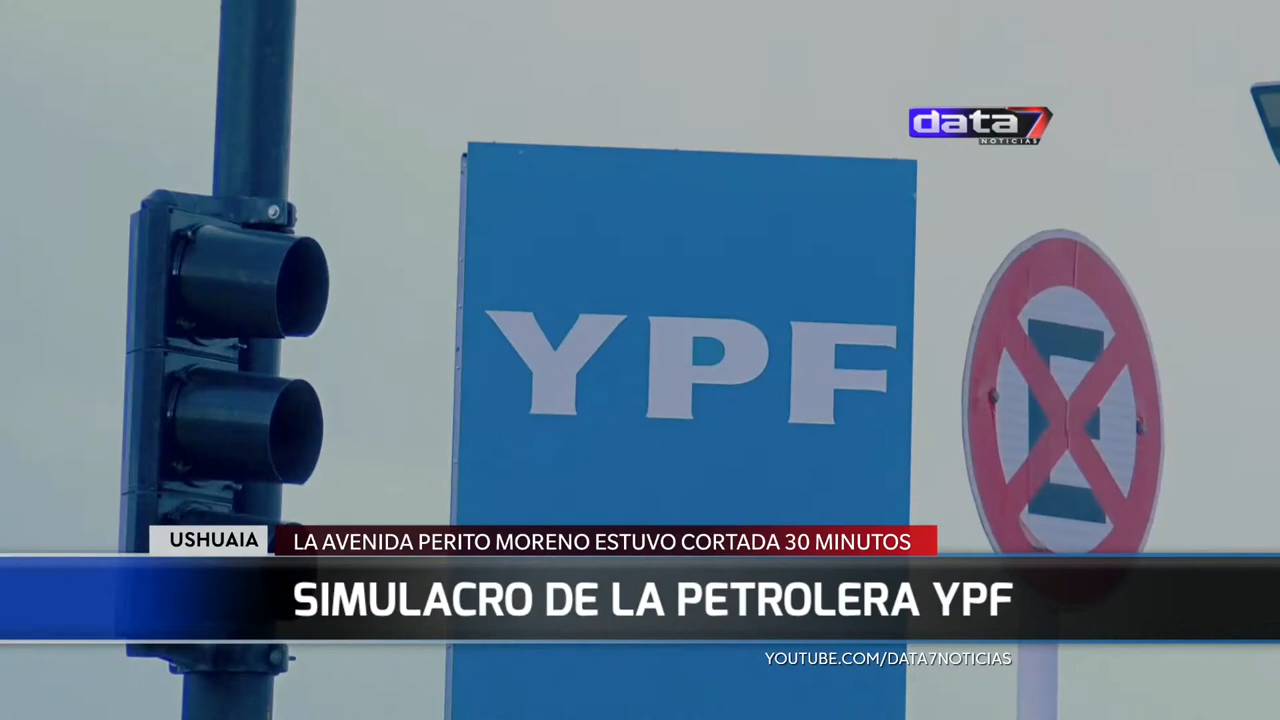 data7
NOTICIAS
YPF
E
USHUAIA
LA AVENIDA PERITO MORENO ESTUVO CORTADA 30 MINUTOS
SIMULACRO DE LA PETROLERA YPF
YOUTUBE.COM/DATA7NOTICIAS